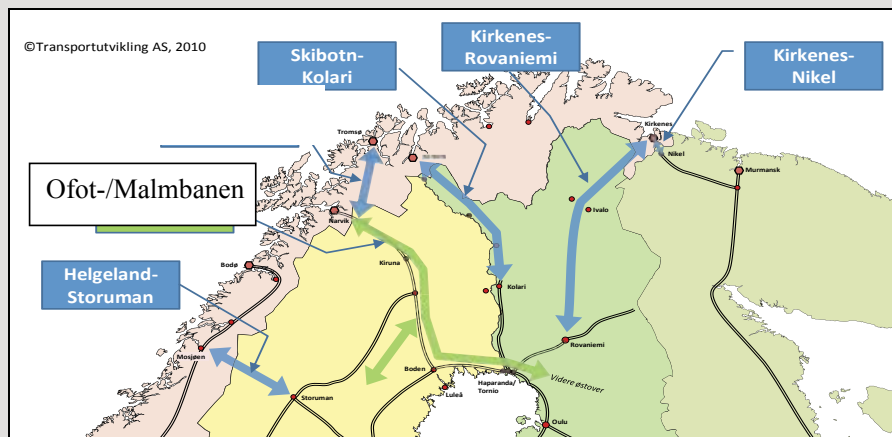 ©Transportutvikling AS, 2010
Skibotn-
Kolari
Kirkenes-
Rovaniemi
Kirkenes-
Nikel
Tromsø
Kirkenes
Nikel
Murmansk
Ofot-/Malmbanen
Narvik
Ivalo
Bodø
Kiruna
Helgeland-
Storuman
Kolari
Mosjøen
Rovaniemi
Boden
Haparanda/
Tornio
Videre østover
Storuman
Luleå
Oulu